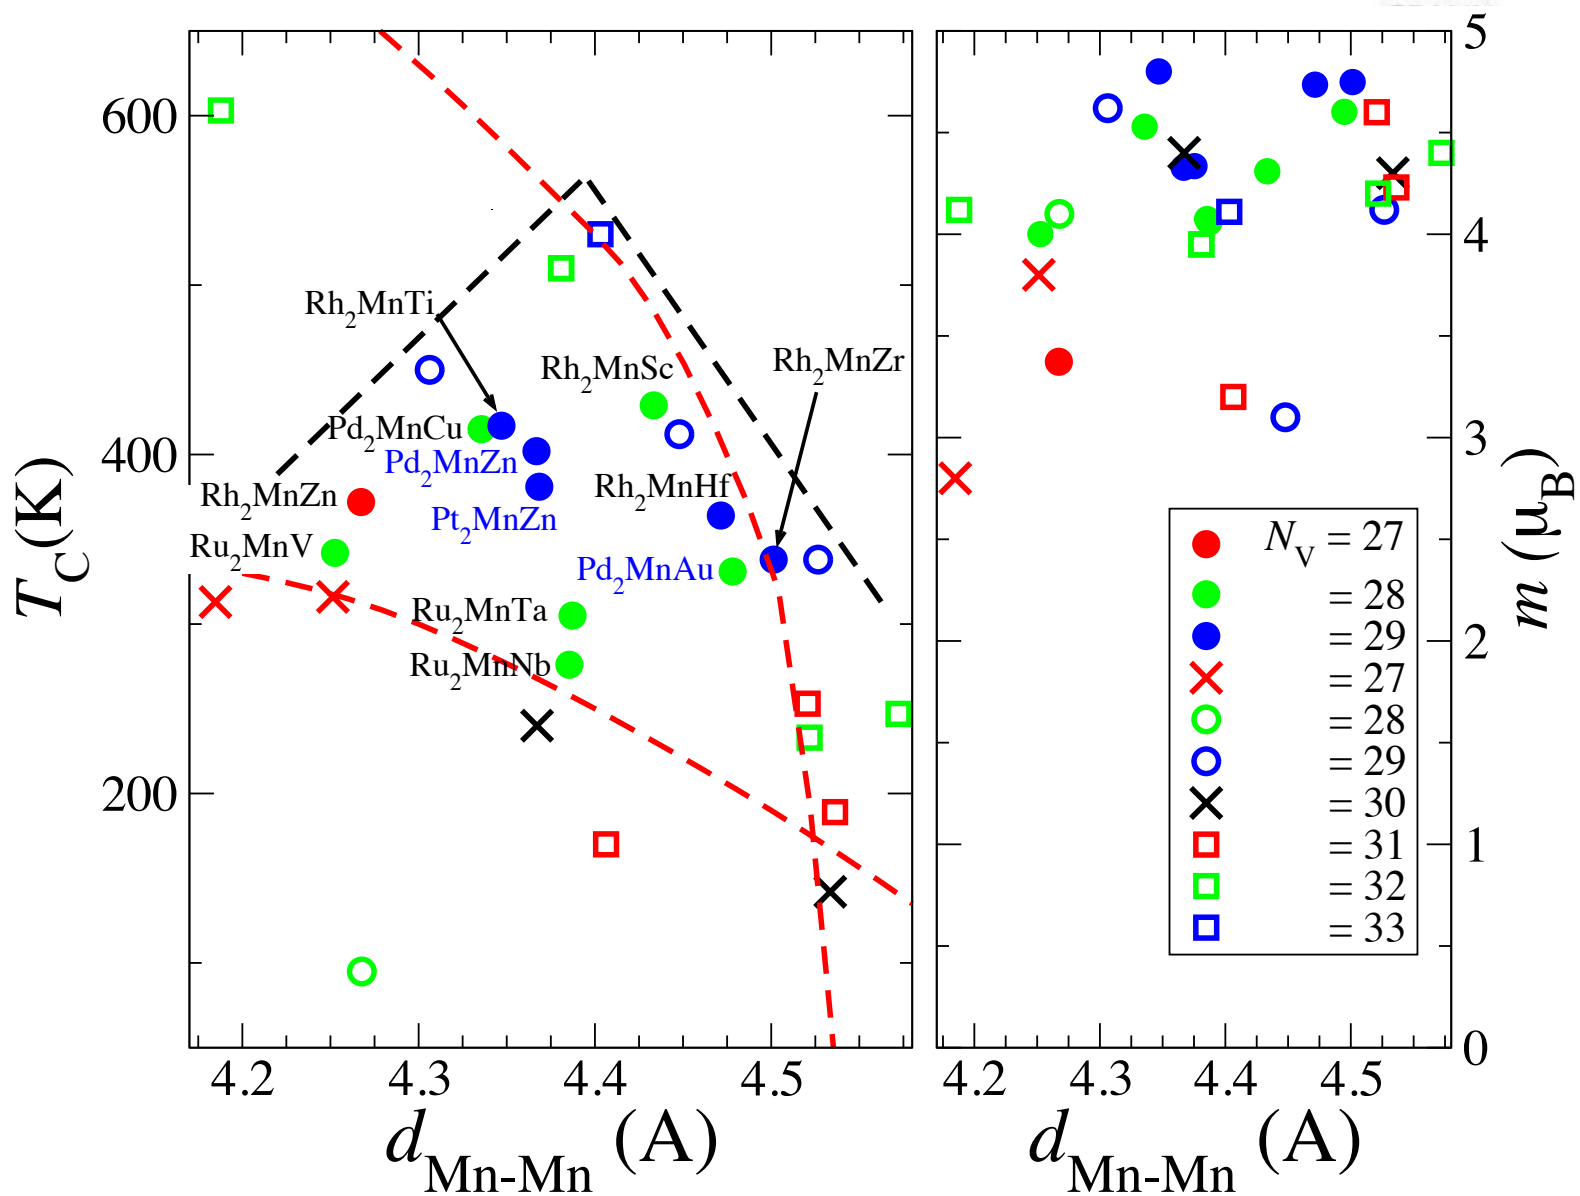 600
400
200
T_C (K)
Rh₂MnTi
Rh₂MnSc
Rh₂MnZr
Pd₂MnCu
Pd₂MnZn
Rh₂MnHf
Rh₂MnZn
Pt₂MnZn
Ru₂MnV
Pd₂MnAu
Ru₂MnTa
Ru₂MnNb
4.2 4.3 4.4 4.5
d_Mn-Mn (A)
5
4
3
2
1
0
m (μ_B)
N_V = 27
= 28
= 29
= 27
= 28
= 29
= 30
= 31
= 32
= 33
4.2 4.3 4.4 4.5
d_Mn-Mn (A)